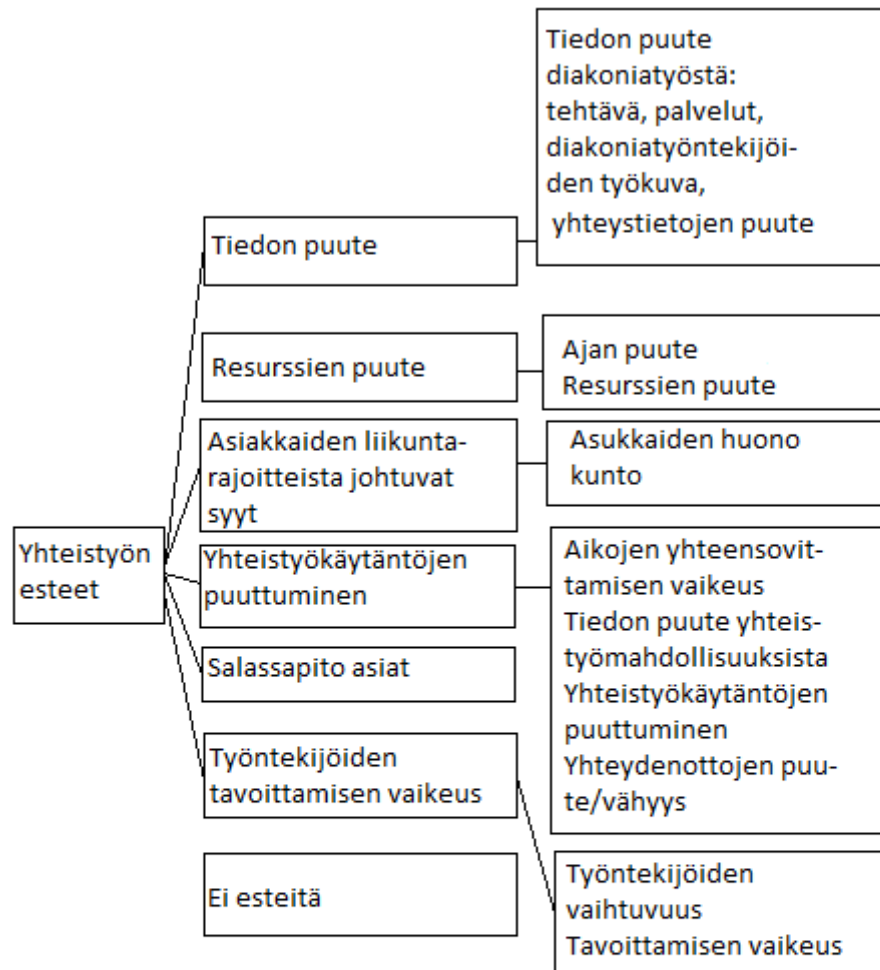 Yhteistyön
esteet
Tiedon puute
Tiedon puute
diakoniatyöstä:
tehtävä, palvelut,
diakoniatyöntekijöi-
den työkuva,
yhteystietojen puute
Resurssien puute
Ajan puute
Resurssien puute
Asiakkaiden liikunta-
rajoitteista johtuvat
syyt
Asukkaiden huono
kunto
Yhteistyökäytäntöjen
puuttuminen
Aikojen yhteensovit-
tamisen vaikeus
Tiedon puute yhteis-
työmahdollisuuksista
Yhteistyökäytäntöjen
puuttuminen
Yhteydenottojen puu-
te/vähyys
Salassapito asiat
Työntekijöiden
tavoittamisen vaikeus
Työntekijöiden
vaihtuvuus
Tavoittamisen vaikeus
Ei esteitä